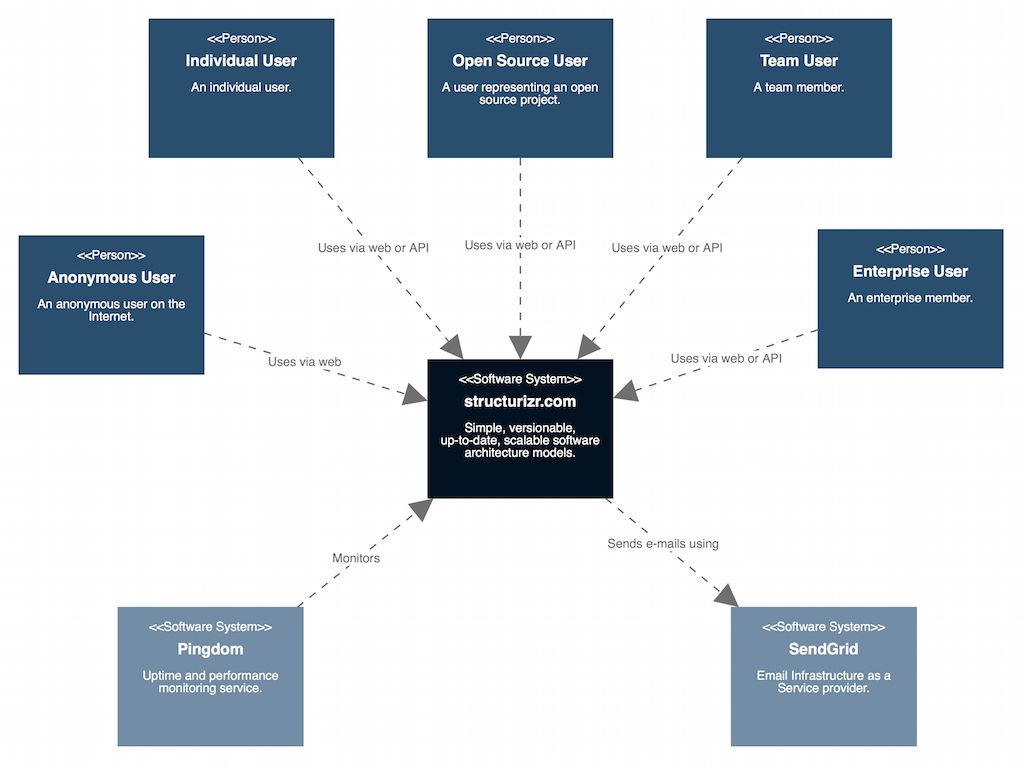 <<Person>>
Individual User
An individual user.
<<Person>>
Open Source User
A user representing an open
source project.
<<Person>>
Team User
A team member.
<<Person>>
Anonymous User
An anonymous user on the
Internet.
<<Person>>
Enterprise User
An enterprise member.
Uses via web or API
Uses via web or API
Uses via web or API
Uses via web
Uses via web or API
<<Software System>>
structurizr.com
Simple, versionable,
up-to-date, scalable software
architecture models.
Monitors
Sends e-mails using
<<Software System>>
Pingdom
Uptime and performance
monitoring service.
<<Software System>>
SendGrid
Email Infrastructure as a
Service provider.